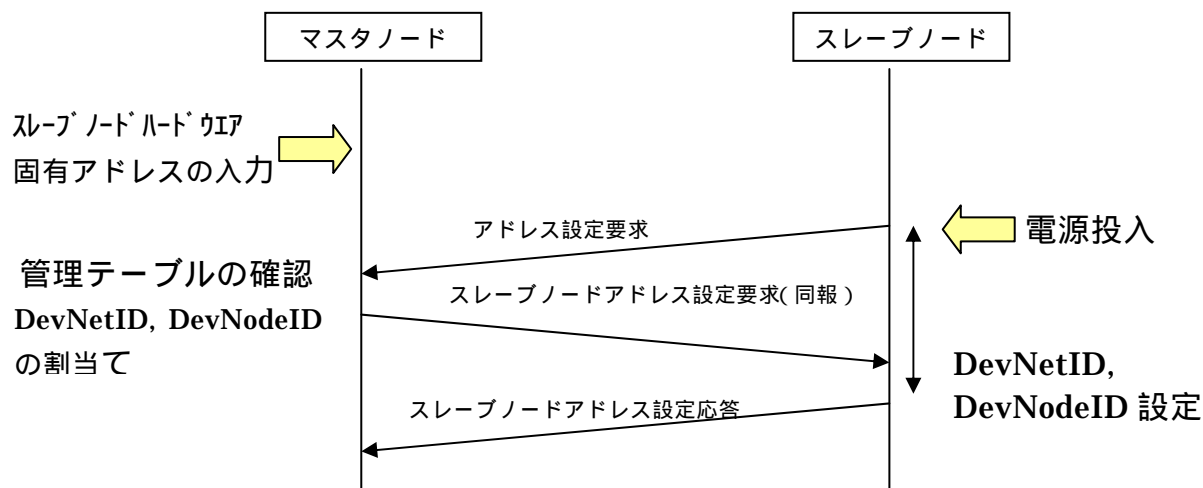 マスタノード
スレーブノード
ｽﾚｰﾌﾞﾉｰﾄﾞﾊｰﾄﾞｳｴｱ
固有アドレスの入力
アドレス設定要求
電源投入
管理テーブルの確認
DevNetID, DevNodeID
の割当て
スレーブノードアドレス設定要求(同報)
DevNetID,
DevNodeID 設定
スレーブノードアドレス設定応答